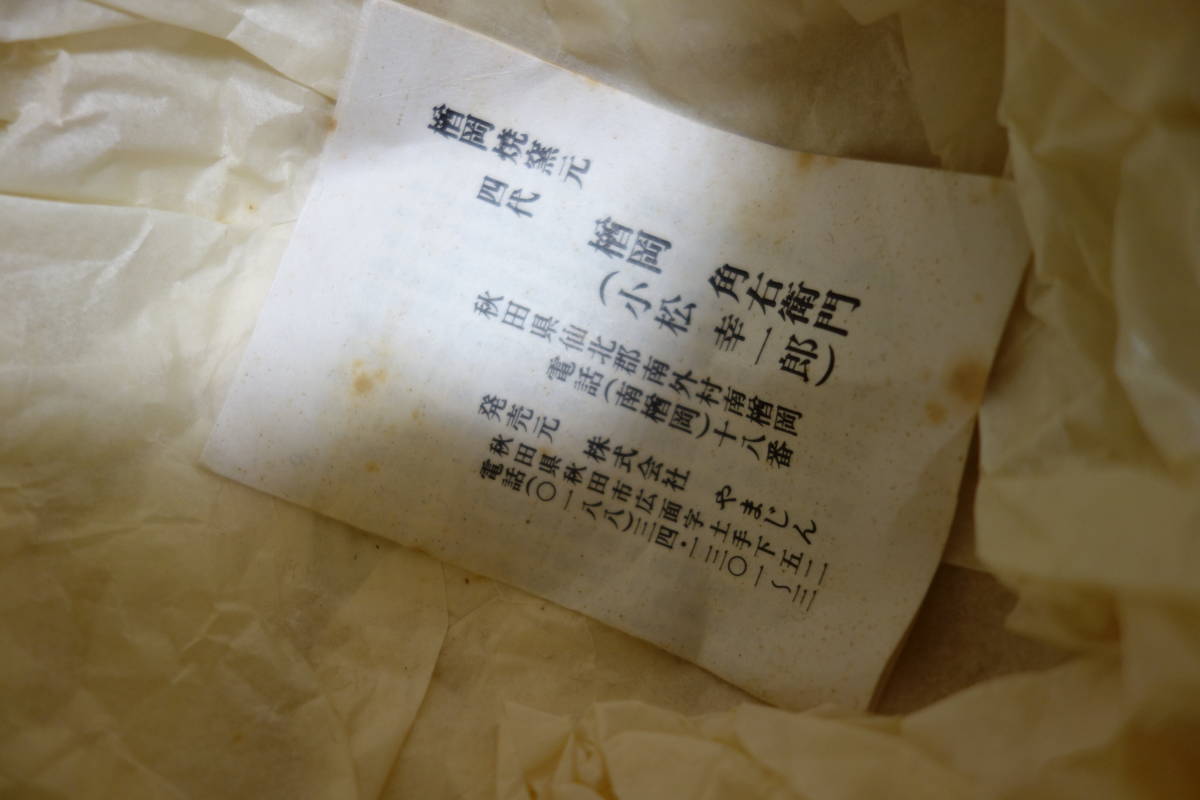 楢岡焼窯元
四代 楢岡 角右衛門
(小松 幸一郎)
秋田県仙北郡南外村南楢岡
電話(南楢岡)十八番
発売元 株式会社 やまじん
秋田県秋田市広面字土手下五二
電話(〇一八八)三四・一三〇一〜三